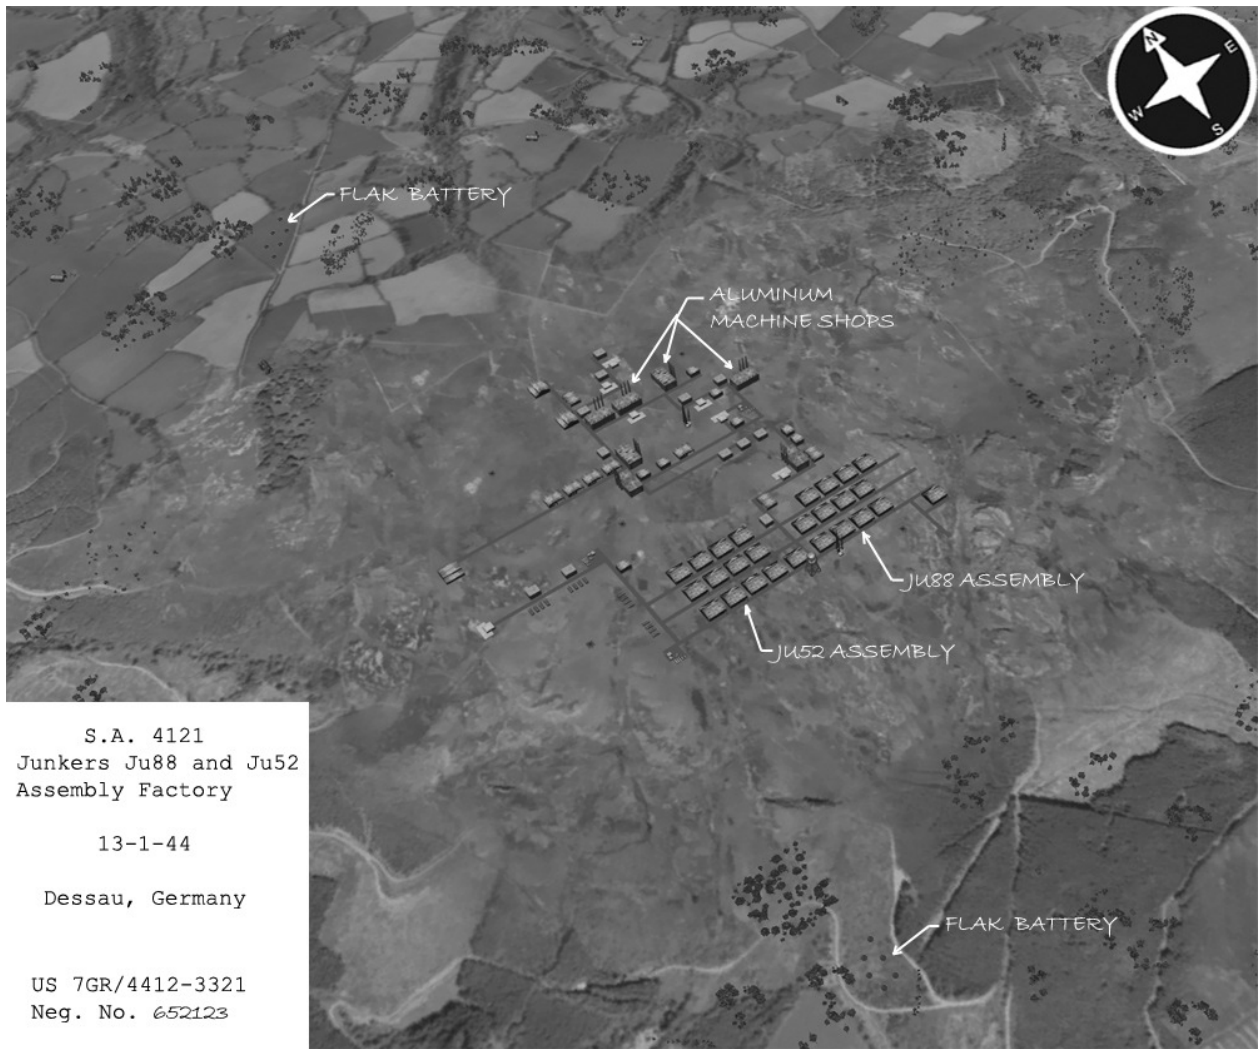 N
E
W
S
FLAK BATTERY
ALUMINUM
MACHINE SHOPS
JU88 ASSEMBLY
JU52 ASSEMBLY
S.A. 4121
Junkers Ju88 and Ju52
Assembly Factory
13-1-44
Dessau, Germany
US 7GR/4412-3321
Neg. No. 652123
FLAK BATTERY